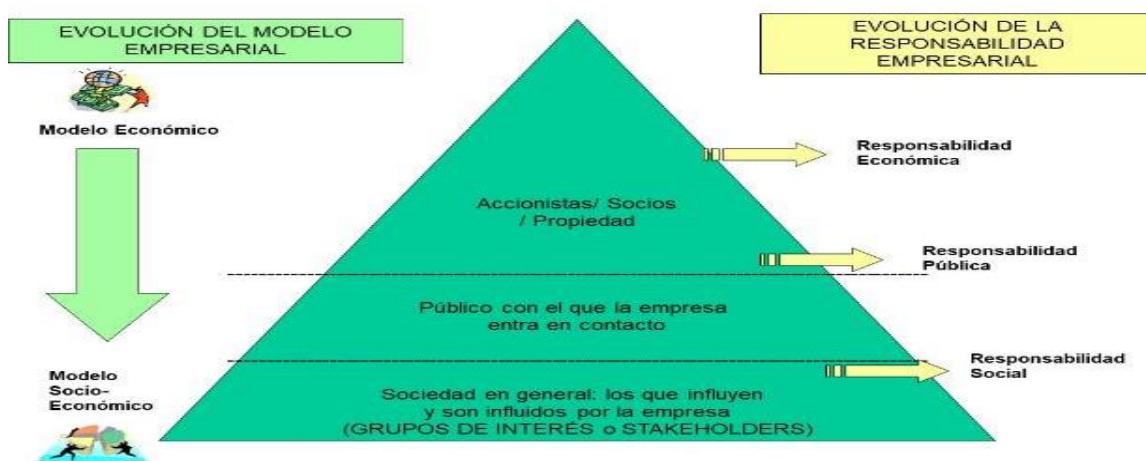 EVOLUCIÓN DEL MODELO
EMPRESARIAL
Modelo Económico
Modelo
Socio-
Económico
Accionistas/ Socios
/ Propiedad
Público con el que la empresa
entra en contacto
Sociedad en general: los que influyen
y son influidos por la empresa
(GRUPOS DE INTERÉS o STAKEHOLDERS)
EVOLUCIÓN DE LA
RESPONSABILIDAD
EMPRESARIAL
Responsabilidad
Económica
Responsabilidad
Pública
Responsabilidad
Social